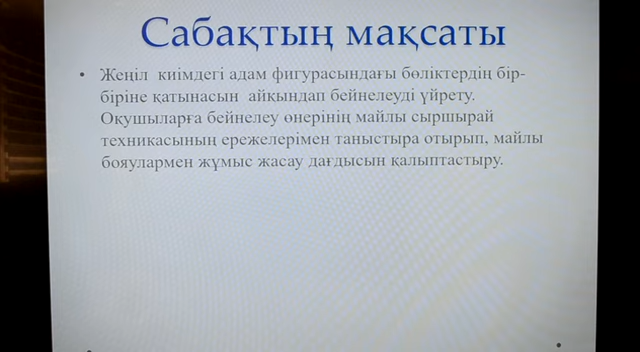 Сабақтың мақсаты
• Жеңіл киімдегі адам фигурасындағы бөліктердің бір-
біріне қатынасын айқындап бейнелеуді үйрету.
Оқушыларға бейнелеу өнерінің майлы сыршырай
техникасының ережелерімен таныстыра отырып, майлы
бояулармен жұмыс жасау дағдысын қалыптастыру.